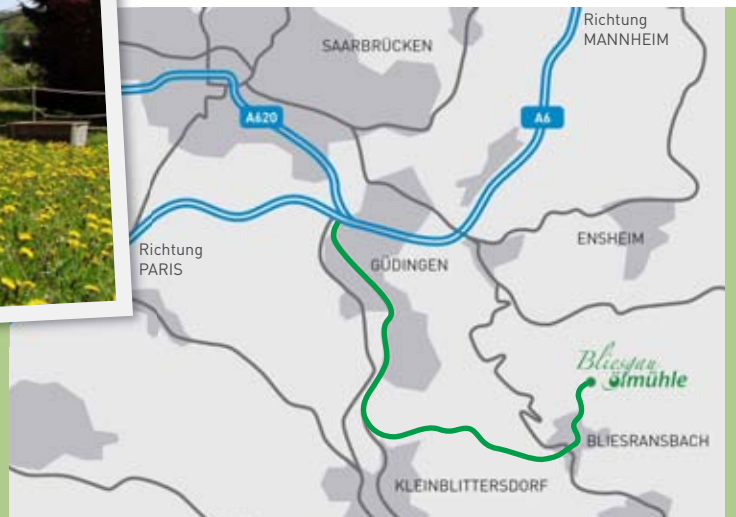 Richtung
MANNHEIM
SAARBRÜCKEN
A620
A6
Richtung
PARIS
ENSHEIM
GÜDINGEN
Bliesgau
ölmühle
BLIESRANSBACH
KLEINBLITTERSDORF